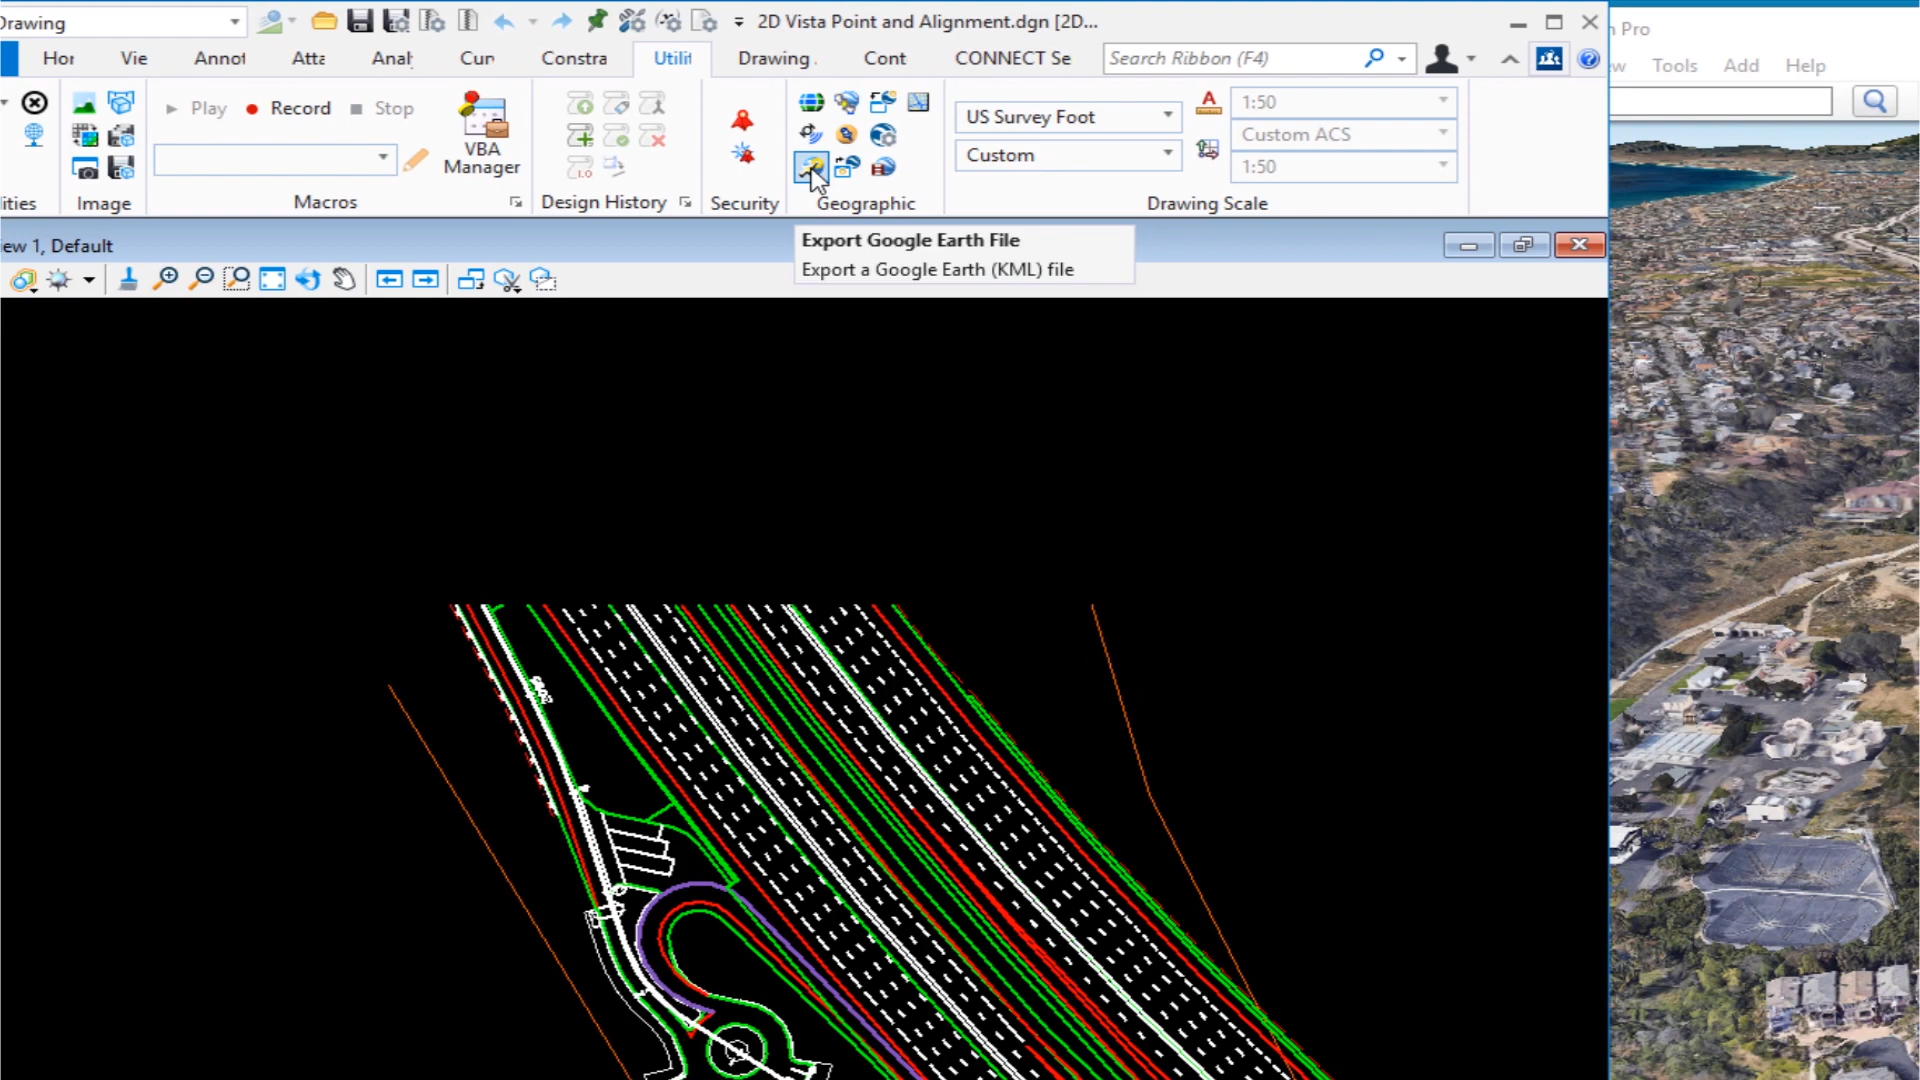 Drawing
2D Vista Point and Alignment.dgn [2D...
Pro
Hor
Vie
Annot
Atta
Anal
Cur
Constra
Utilit
Drawing
Cont
CONNECT Se
Search Ribbon (F4)
Tools
Add
Help
Play
Record
Stop
VBA
Manager
US Survey Foot
Custom
1:50
Custom ACS
1:50
ities
Image
Macros
Design History
Security
Geographic
Drawing Scale
ew 1, Default
Export Google Earth File
Export a Google Earth (KML) file